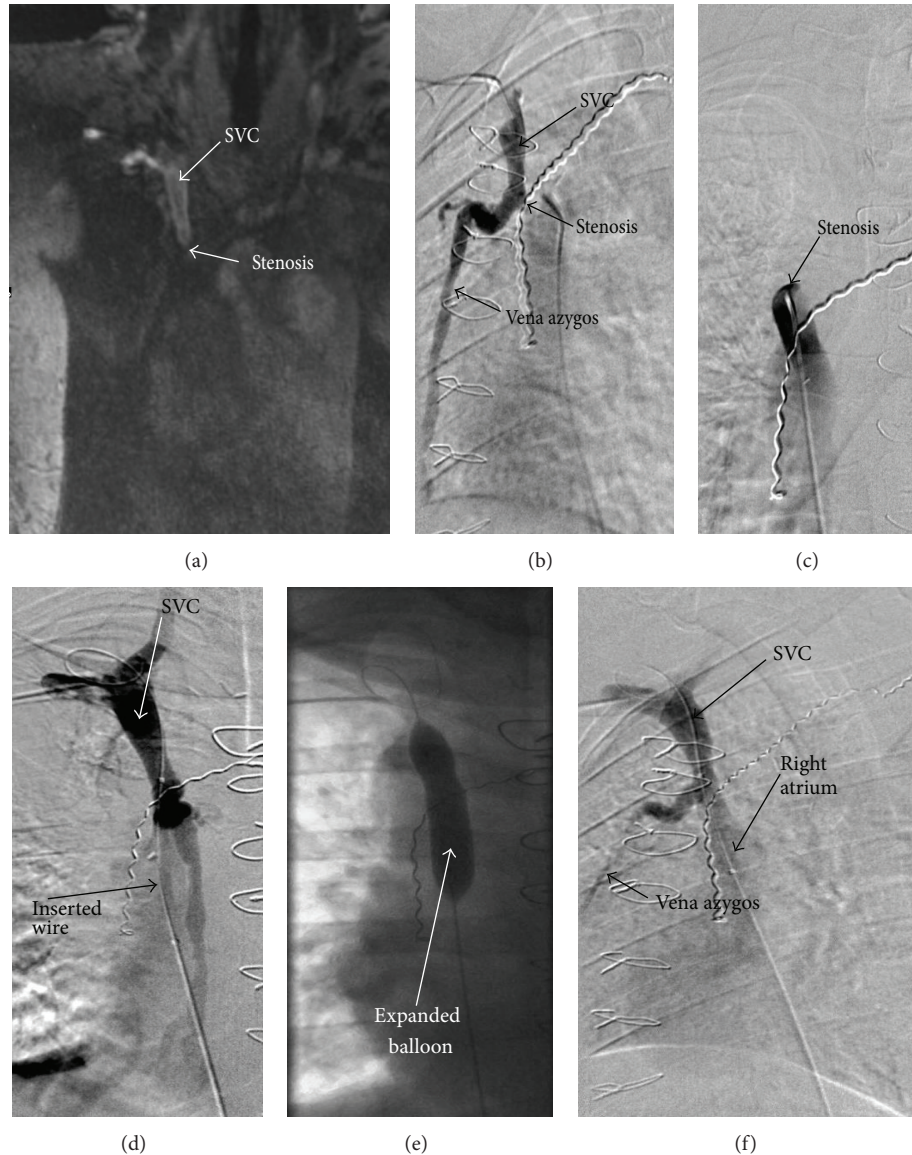 SVC
Stenosis
(a)
SVC
Stenosis
Vena azygos
(b)
Stenosis
(c)
SVC
Inserted
wire
(d)
Expanded
balloon
(e)
SVC
Right
atrium
Vena azygos
(f)